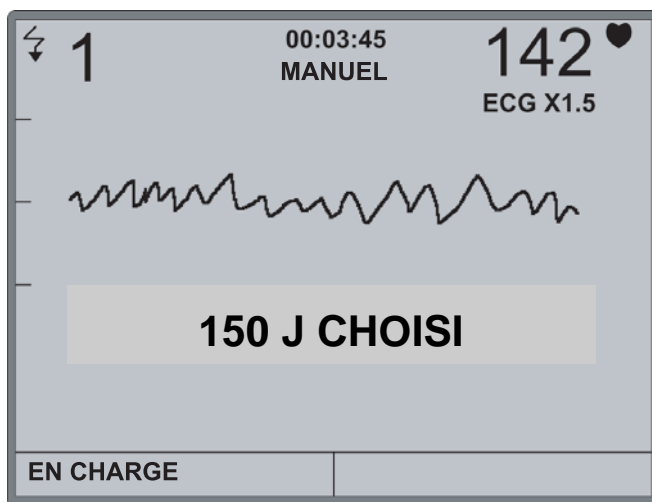 1
00:03:45
142
MANUEL
ECG X1.5
150 J CHOISI
EN CHARGE